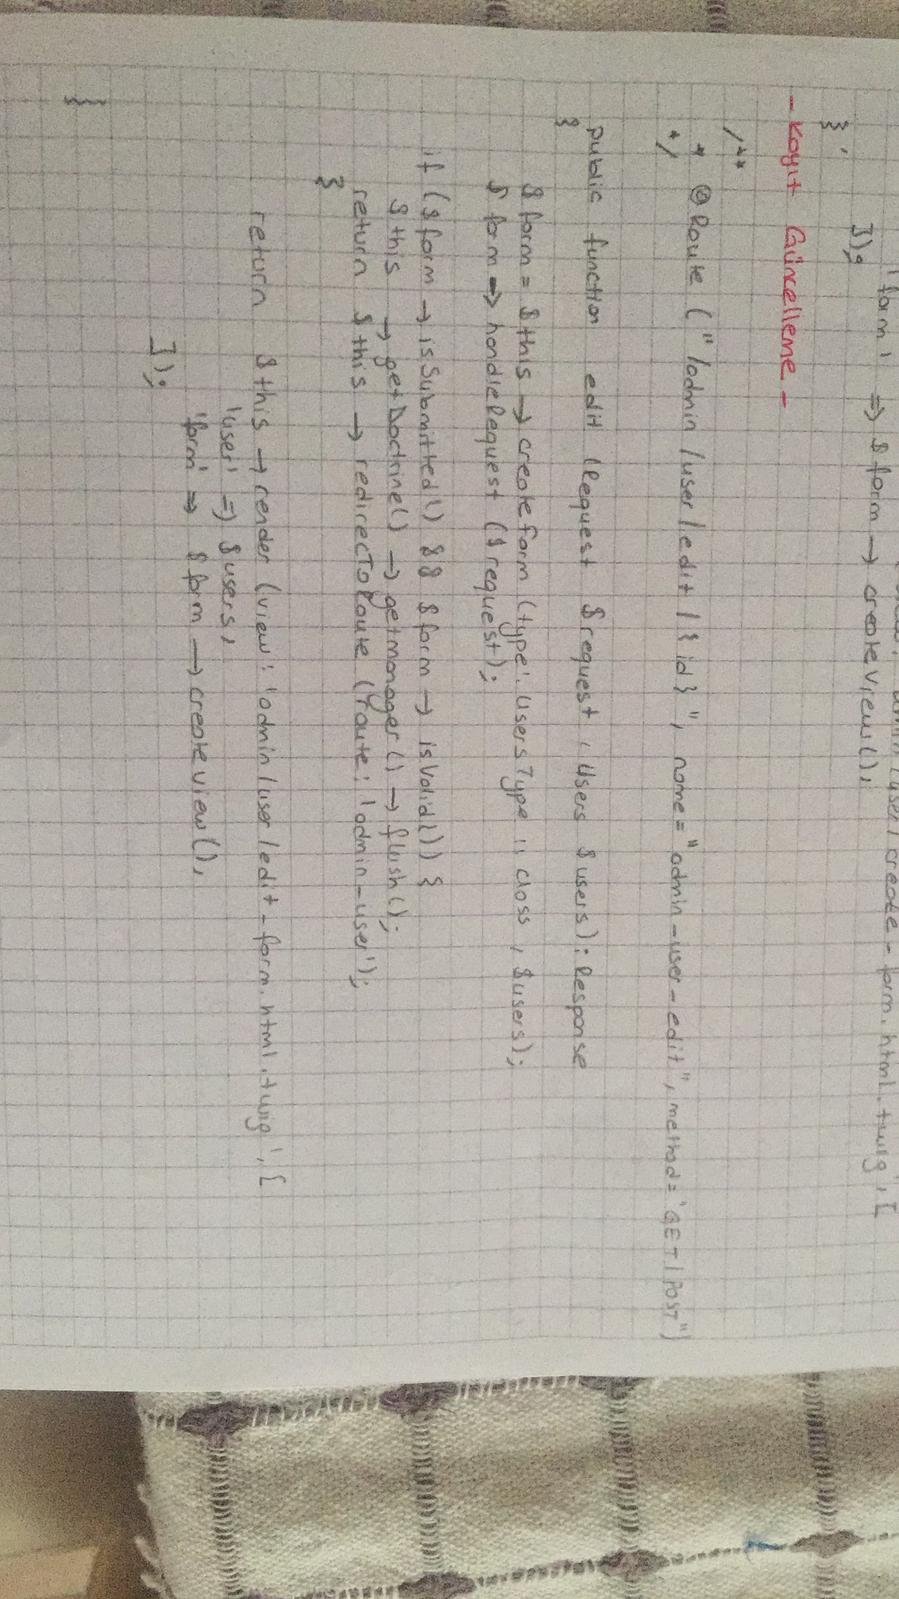 create-form.html.twig', [
'form' => $form → createView(),
]);
}
- Kayıt Güncelleme -
/**
* @Route ("/admin/user/edit/{id}", name="admin-user-edit", method='GET|POST")
*/
public function edit (Request $request, Users $users): Response
{
$form = $this → createForm (type: UsersType :: class, $users);
$form → handleRequest ($request);
if ($form → isSubmitted() && $form → isValid()) {
$this → getDoctrine() → getmanager() → flush();
return $this → redirectToRoute (route: 'admin-user');
}
return $this → render (view: 'admin/user/edit-form.html.twig', [
'user' => $users,
'form' => $form → createView(),
]);
}